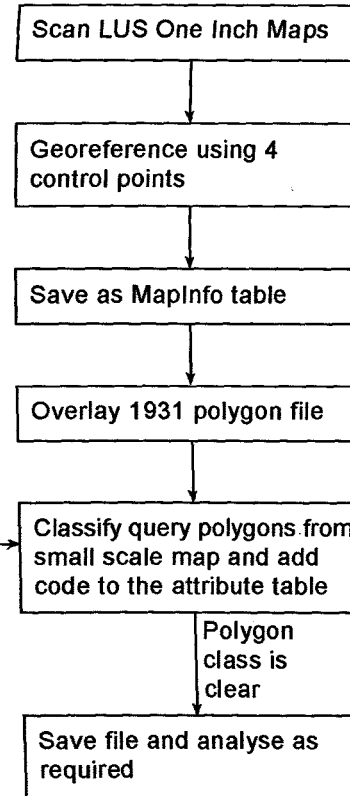 Scan LUS One Inch Maps
Georeference using 4
control points
Save as MapInfo table
Overlay 1931 polygon file
Classify query polygons from
small scale map and add
code to the attribute table
Polygon
class is
clear
Save file and analyse as
required